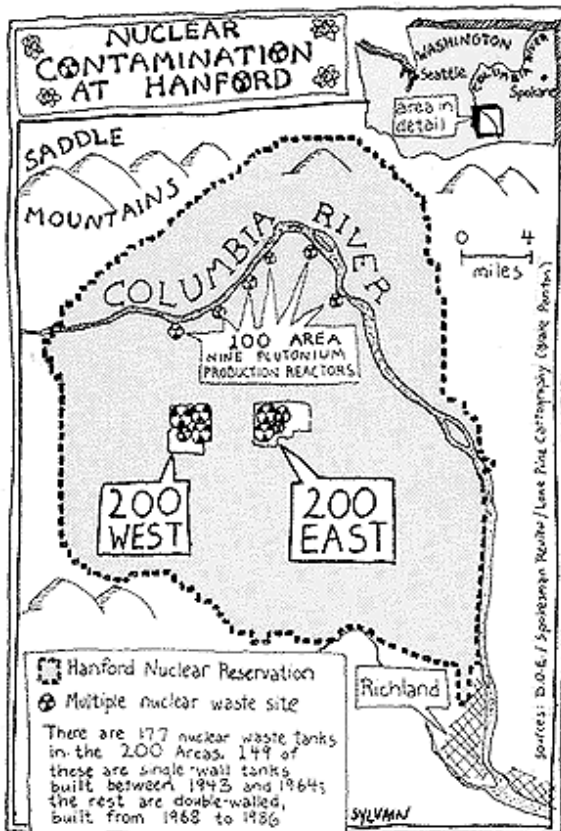 NUCLEAR
CONTAMINATION
AT HANFORD
WASHINGTON
Seattle
COLUMBIA RIVER
Spokane
area in
detail
SADDLE
MOUNTAINS
COLUMBIA RIVER
0 4
miles
100 AREA
NINE PLUTONIUM
PRODUCTION REACTORS
200
WEST
200
EAST
Hanford Nuclear Reservation
Multiple nuclear waste site
There are 177 nuclear waste tanks
in the 200 Areas. 149 of
these are single-wall tanks
built between 1943 and 1964;
the rest are double-walled,
built from 1968 to 1986
Richland
SYLVAIN
Sources: D.O.E. / Spokesman Review / Lone Pine Cartography